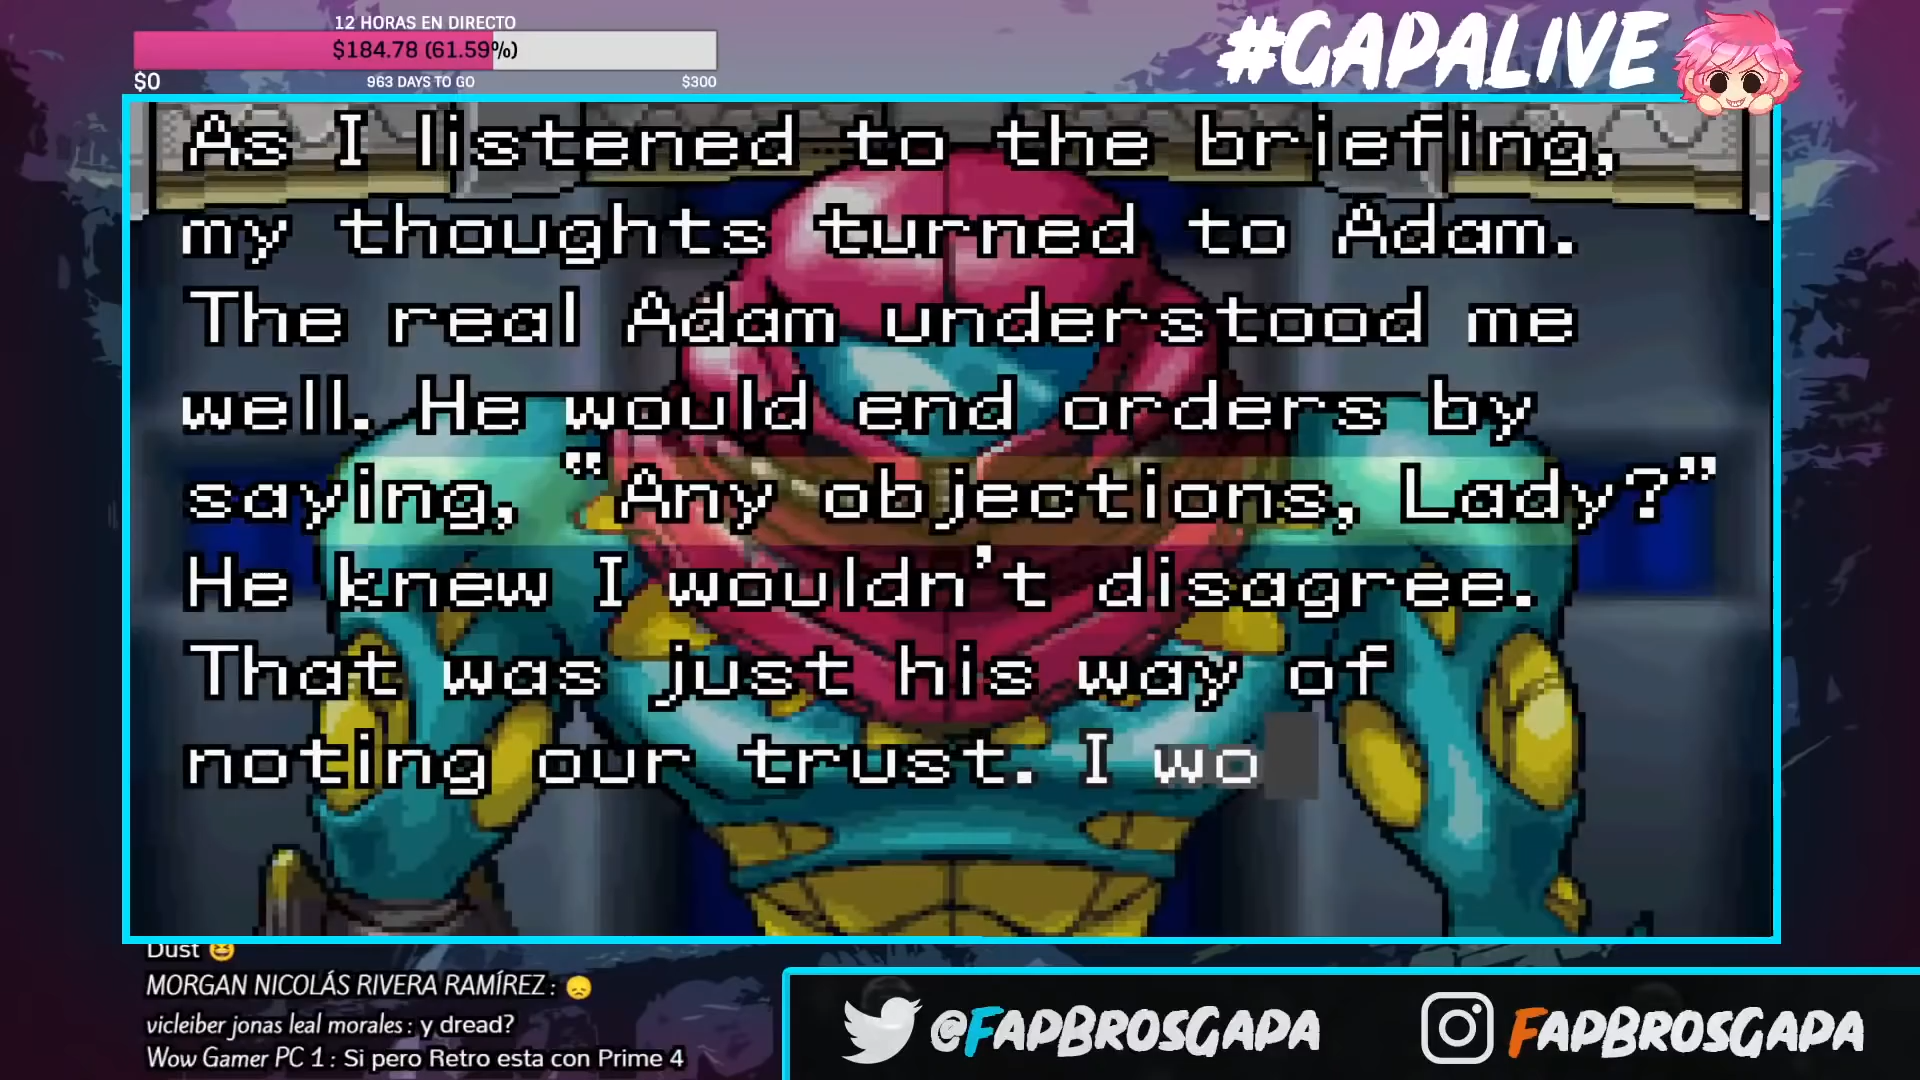 12 HORAS EN DIRECTO
$184.78 (61.59%)
$0
963 DAYS TO GO
$300
#GAPALIVE
As I listened to the briefing,
my thoughts turned to Adam.
The real Adam understood me
well. He would end orders by
saying, “Any objections, Lady?”
He knew I wouldn’t disagree.
That was just his way of
noting our trust. I wo
Dust 😆
MORGAN NICOLÁS RIVERA RAMÍREZ : 😞
vicleiber jonas leal morales : y dread?
Wow Gamer PC 1 : Si pero Retro esta con Prime 4
@FAPBROSGAPA
FAPBROSGAPA